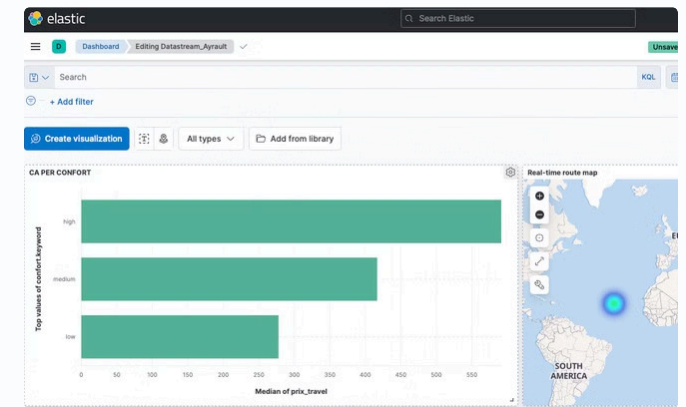 elastic
Search Elastic
D
Dashboard
Editing Datastream_Ayrault
Unsave
Search
KQL
+ Add filter
Create visualization
All types
Add from library
CA PER CONFORT
Real-time route map
high
medium
low
Top values of confort.keyword
0 50 100 150 200 250 300 350 400 450 500 550
Median of prix_travel
EU
SOUTH
AMERICA